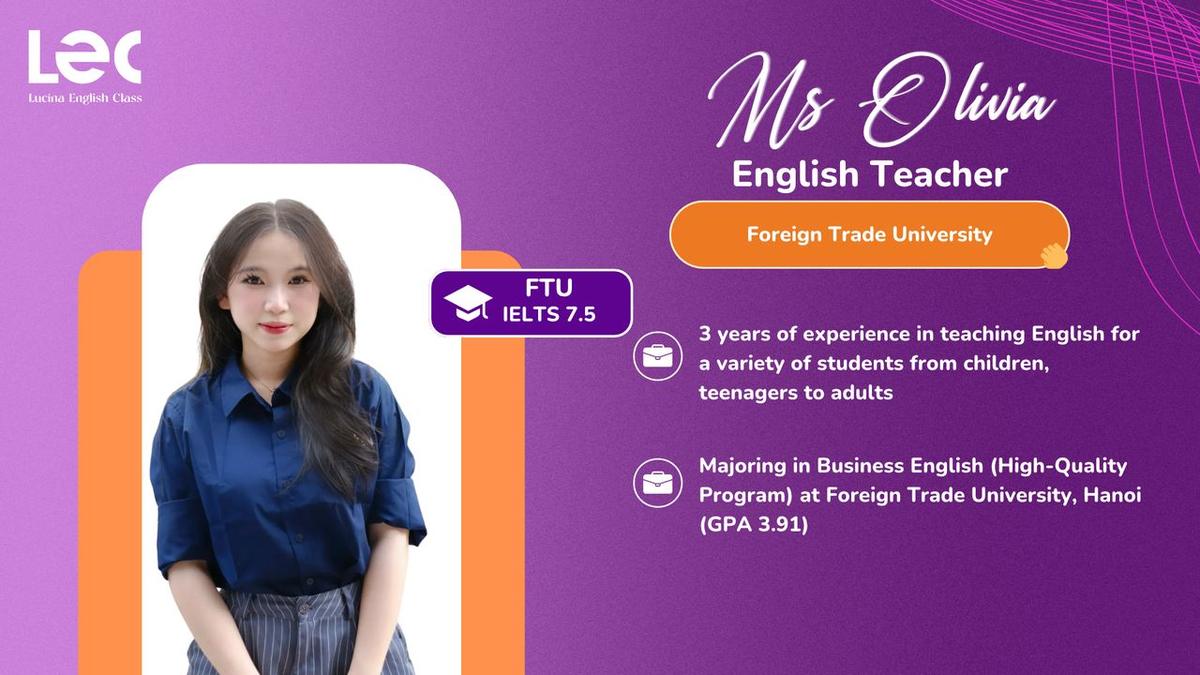 LEC
Lucina English Class
Ms Olivia
English Teacher
Foreign Trade University
FTU
IELTS 7.5
3 years of experience in teaching English for
a variety of students from children,
teenagers to adults
Majoring in Business English (High-Quality
Program) at Foreign Trade University, Hanoi
(GPA 3.91)